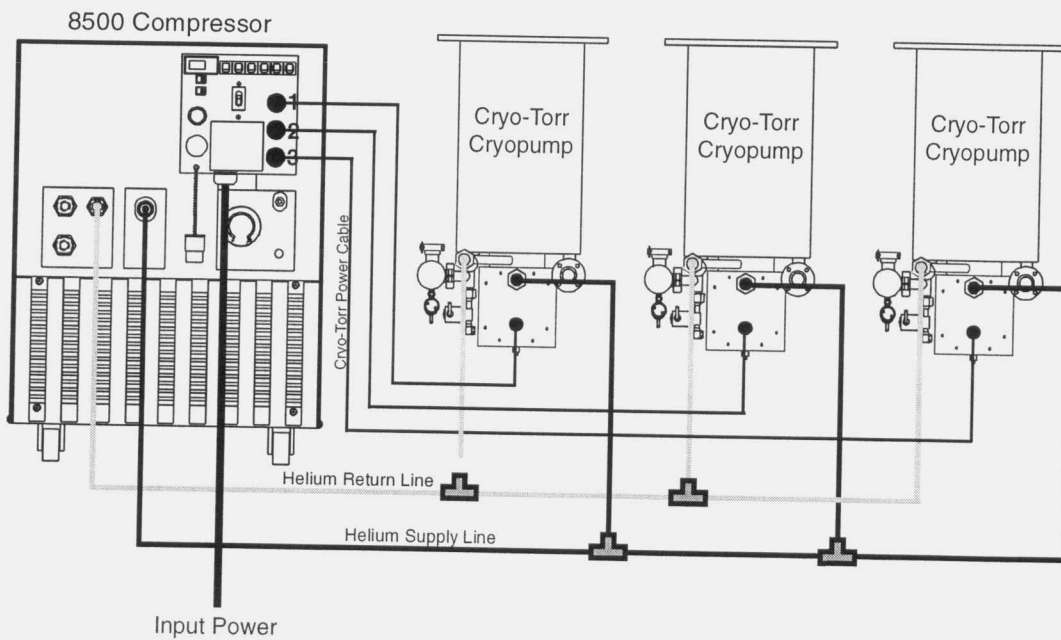 8500 Compressor
1
2
3
Cryo-Torr
Cryopump
Cryo-Torr
Cryopump
Cryo-Torr
Cryopump
Cryo-Torr Power Cable
Helium Return Line
Helium Supply Line
Input Power